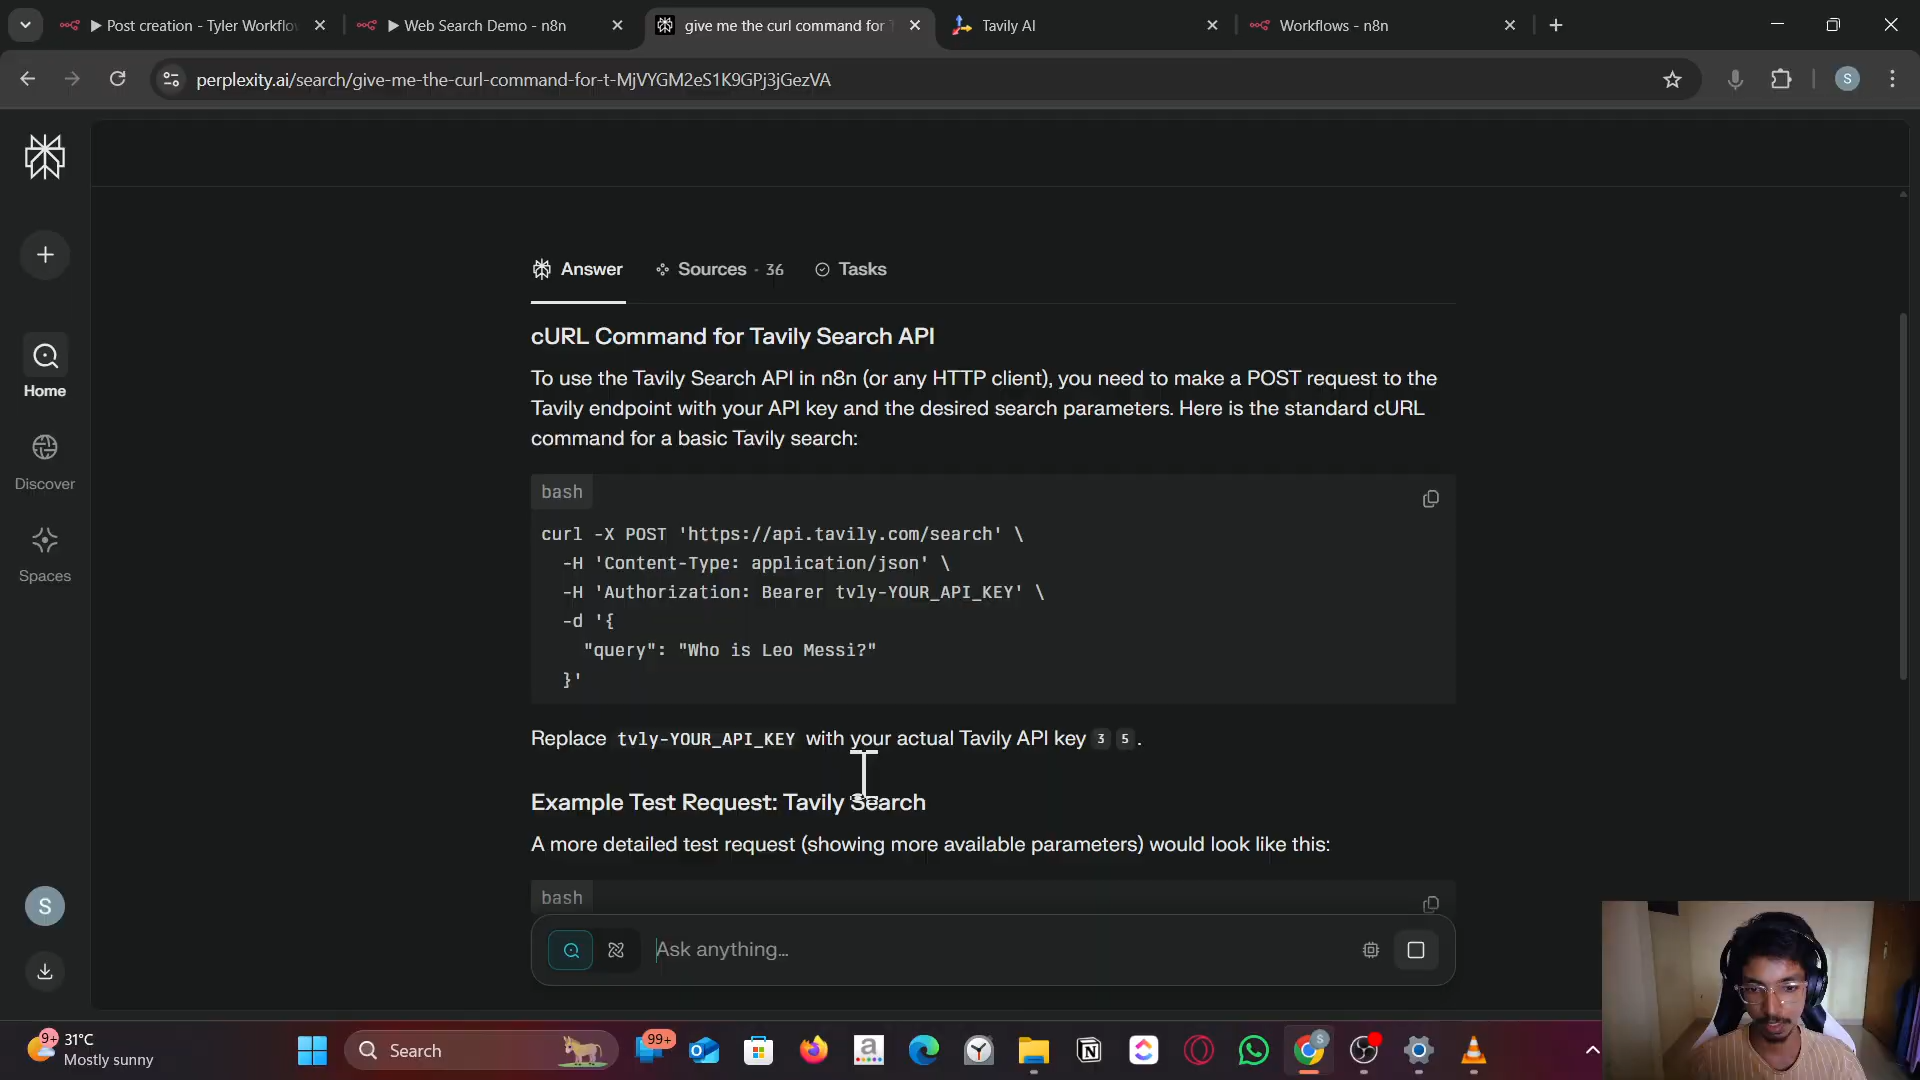 Post creation - Tyler Workflo
Web Search Demo - n8n
give me the curl command for T
Tavily AI
Workflows - n8n
perplexity.ai/search/give-me-the-curl-command-for-t-MjVYGM2eS1K9GPj3jGezVA
S
Home
Discover
Spaces
S
Answer
Sources · 36
Tasks
cURL Command for Tavily Search API
To use the Tavily Search API in n8n (or any HTTP client), you need to make a POST request to the
Tavily endpoint with your API key and the desired search parameters. Here is the standard cURL
command for a basic Tavily search:
bash
curl -X POST 'https://api.tavily.com/search' \
-H 'Content-Type: application/json' \
-H 'Authorization: Bearer tvly-YOUR_API_KEY' \
-d '{
"query": "Who is Leo Messi?"
}'
Replace tvly-YOUR_API_KEY with your actual Tavily API key 3 5 .
Example Test Request: Tavily Search
A more detailed test request (showing more available parameters) would look like this:
bash
Ask anything...
9+
31°C
Mostly sunny
Search
99+
S